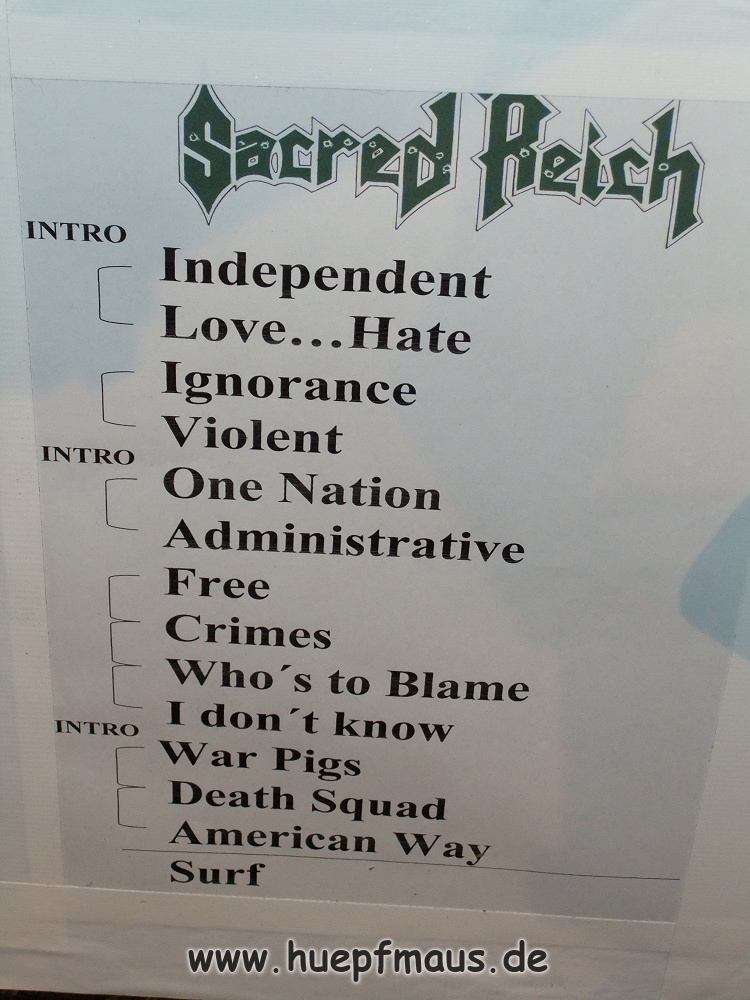 Sacred Reich
INTRO
Independent
Love...Hate
Ignorance
Violent
INTRO
One Nation
Administrative
Free
Crimes
Who´s to Blame
I don´t know
INTRO
War Pigs
Death Squad
American Way
Surf
www.huepfmaus.de